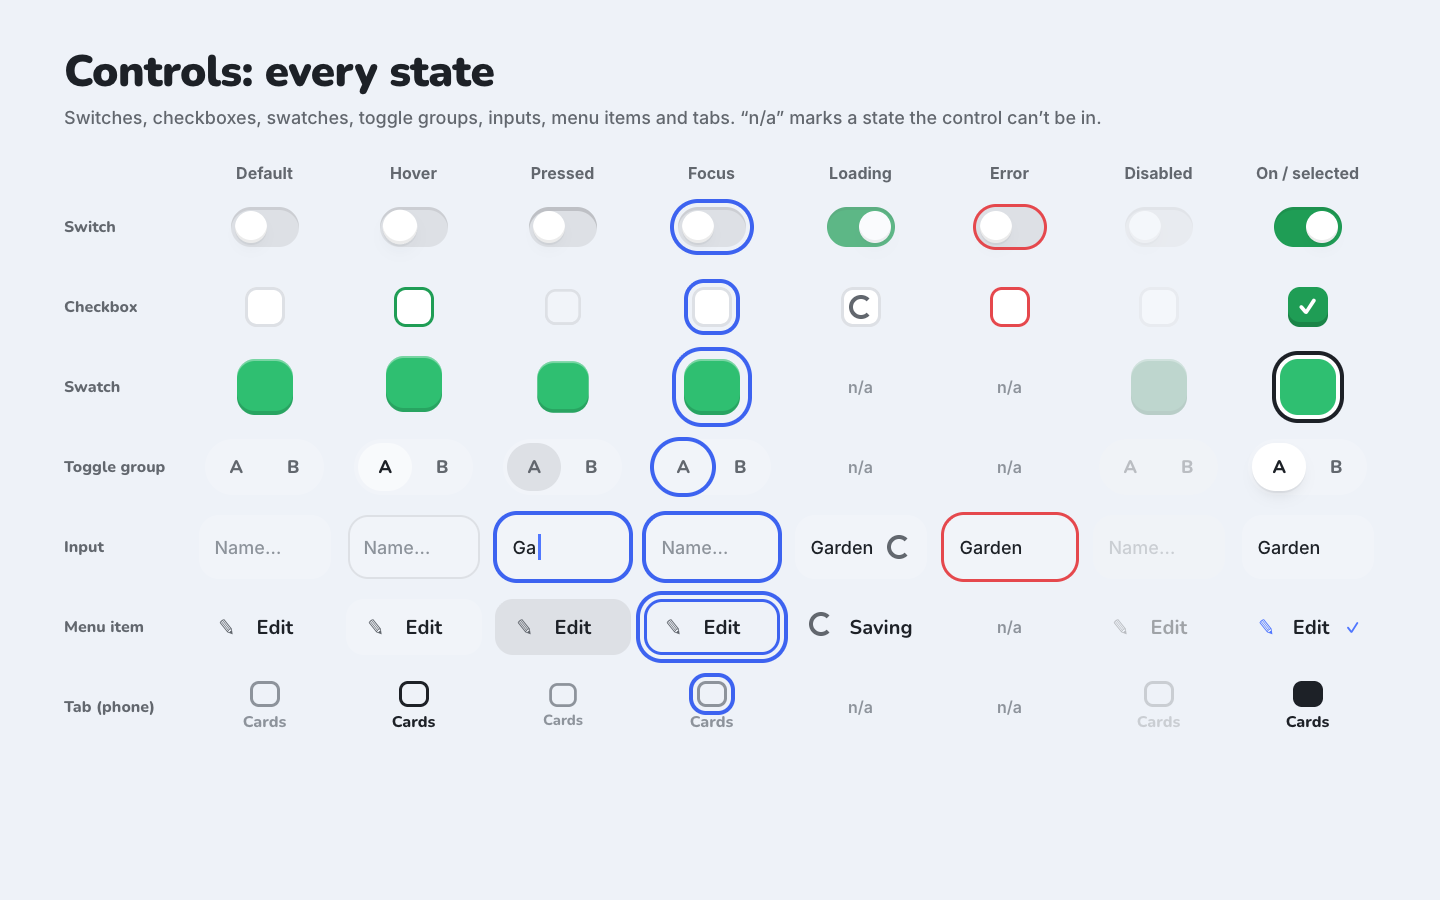 Controls: every state
Switches, checkboxes, swatches, toggle groups, inputs, menu items and tabs. “n/a” marks a state the control can’t be in.
Default Hover Pressed Focus Loading Error Disabled On / selected
Switch
Checkbox
Swatch n/a n/a
Toggle group A B A B A B A B n/a n/a A B A B
Input Name... Name... Ga Name... Garden Garden Name... Garden
Menu item Edit Edit Edit Edit Saving n/a Edit Edit
Tab (phone) Cards Cards Cards Cards n/a n/a Cards Cards